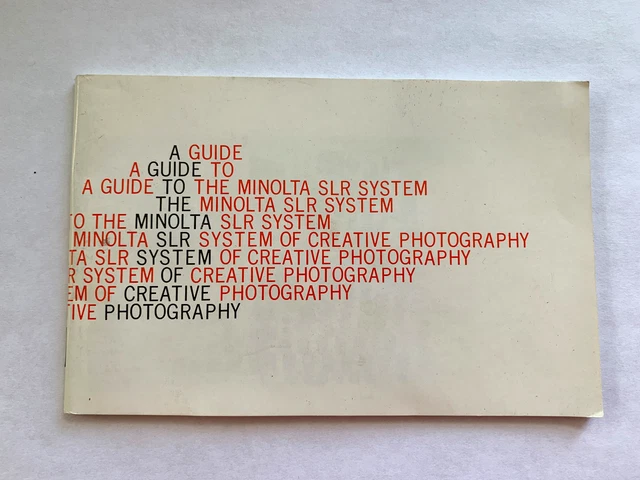 A GUIDE
A GUIDE TO
A GUIDE TO THE MINOLTA SLR SYSTEM
THE MINOLTA SLR SYSTEM
TO THE MINOLTA SLR SYSTEM
MINOLTA SLR SYSTEM OF CREATIVE PHOTOGRAPHY
TA SLR SYSTEM OF CREATIVE PHOTOGRAPHY
R SYSTEM OF CREATIVE PHOTOGRAPHY
EM OF CREATIVE PHOTOGRAPHY
IVE PHOTOGRAPHY